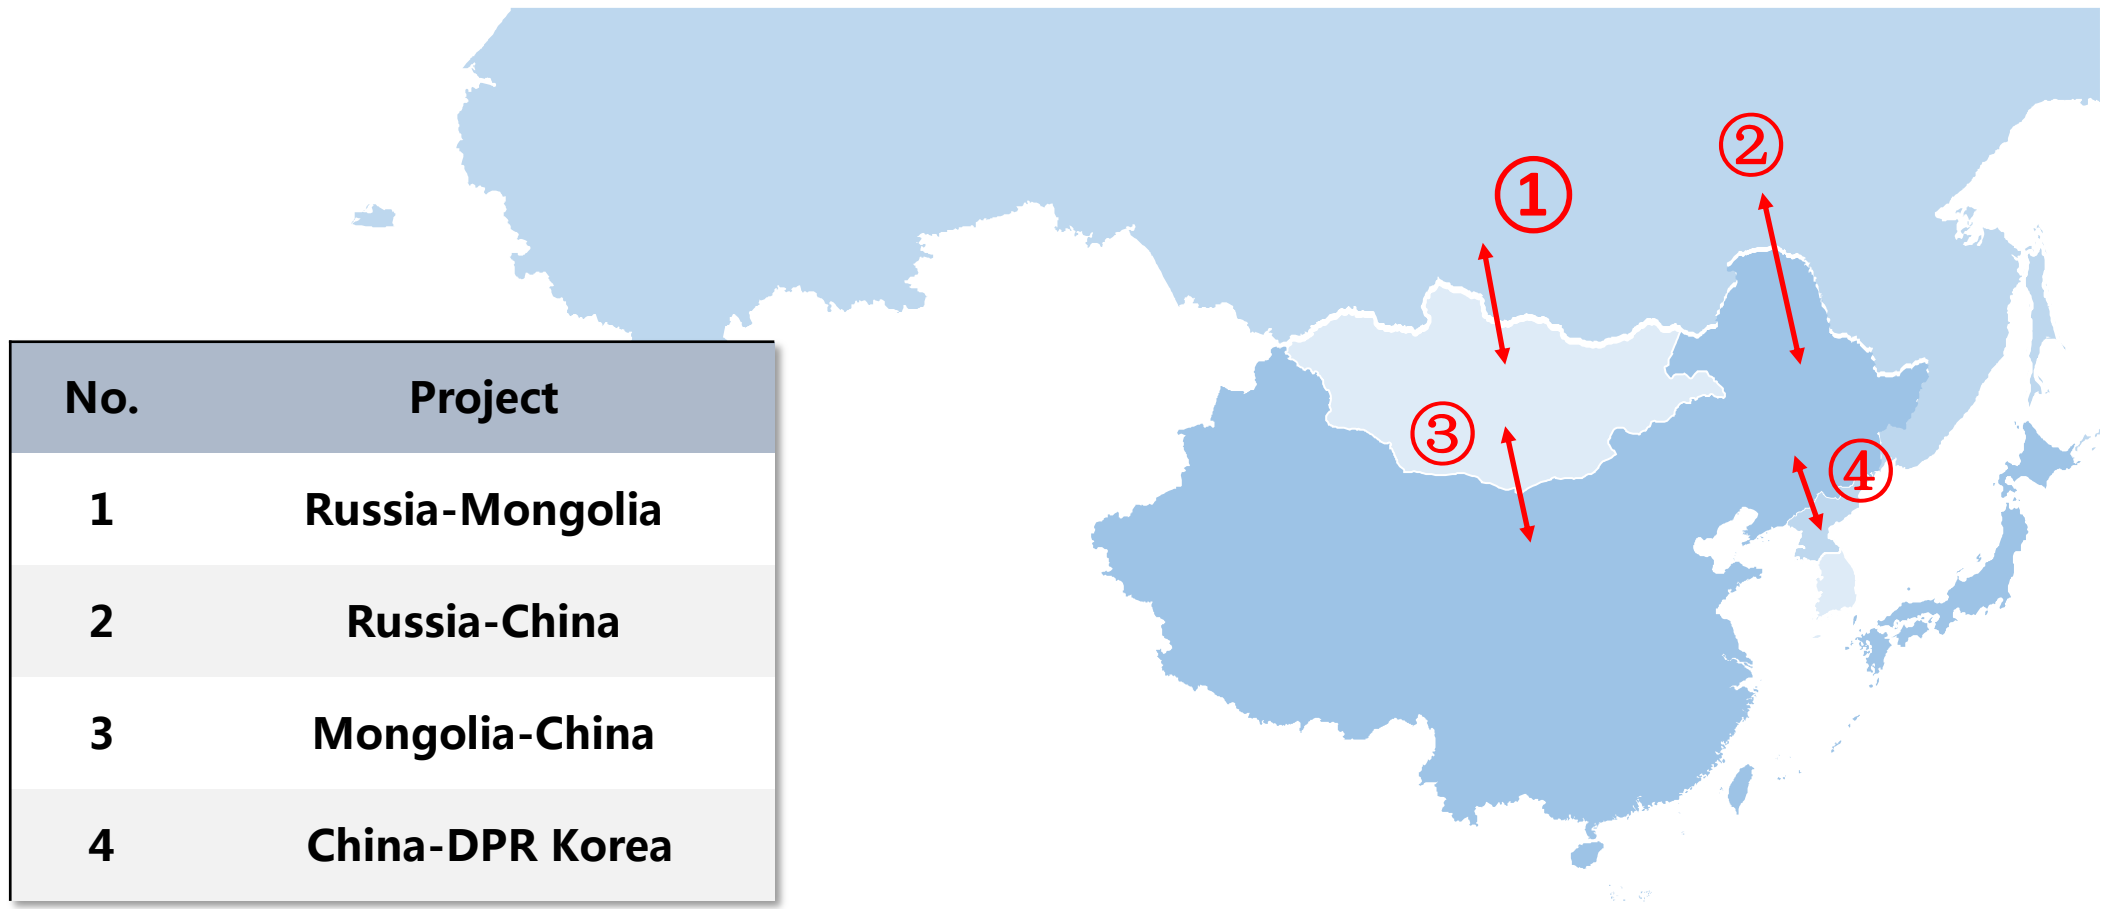 ①
②
③
④
No. Project
1 Russia-Mongolia
2 Russia-China
3 Mongolia-China
4 China-DPR Korea